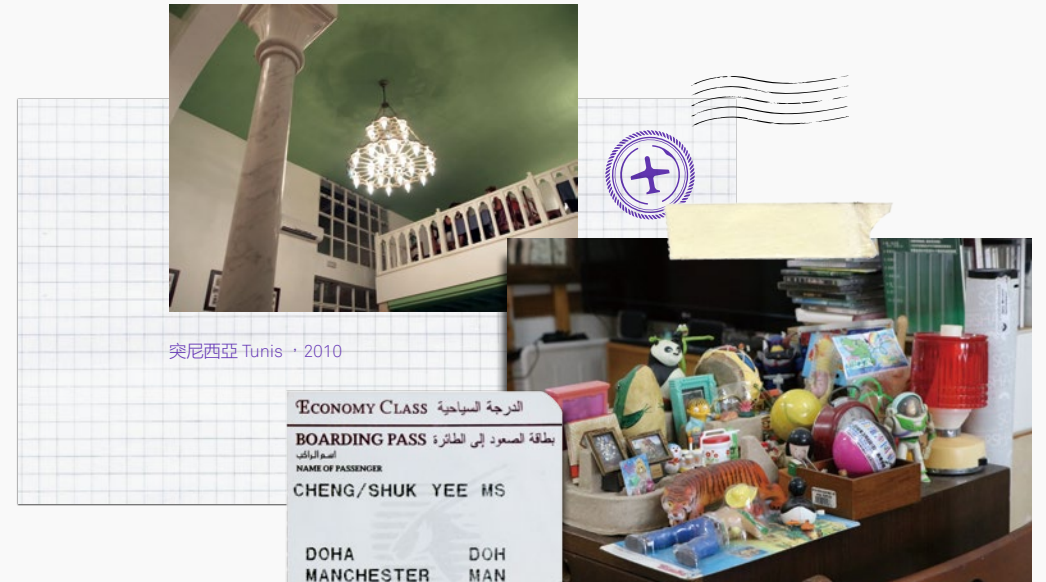 突尼西亞 Tunis ，2010
ECONOMY CLASS الدرجة السياحية
BOARDING PASS بطاقة الصعود إلى الطائرة
اسم الراكب
NAME OF PASSENGER
CHENG/SHUK YEE MS
DOHA DOH
MANCHESTER MAN